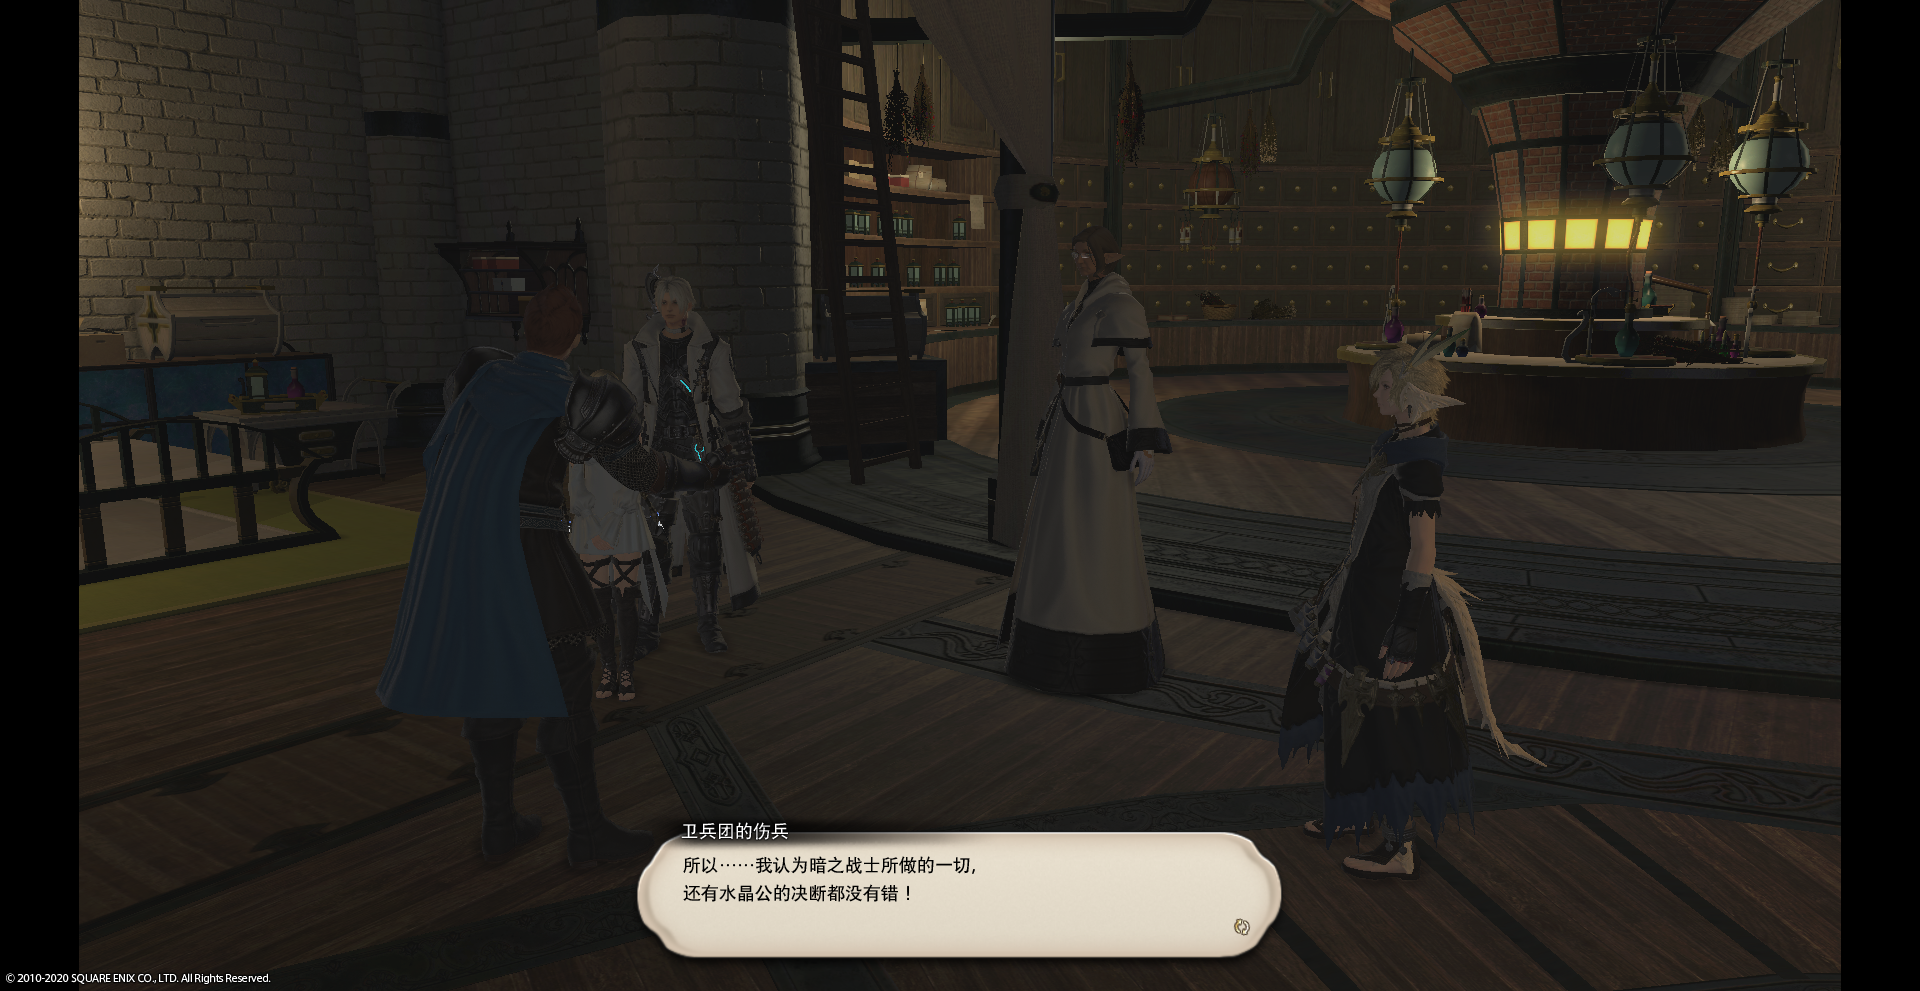 卫兵团的伤兵
所以……我认为暗之战士所做的一切,
还有水晶公的决断都没有错！
© 2010-2020 SQUARE ENIX CO., LTD. All Rights Reserved.